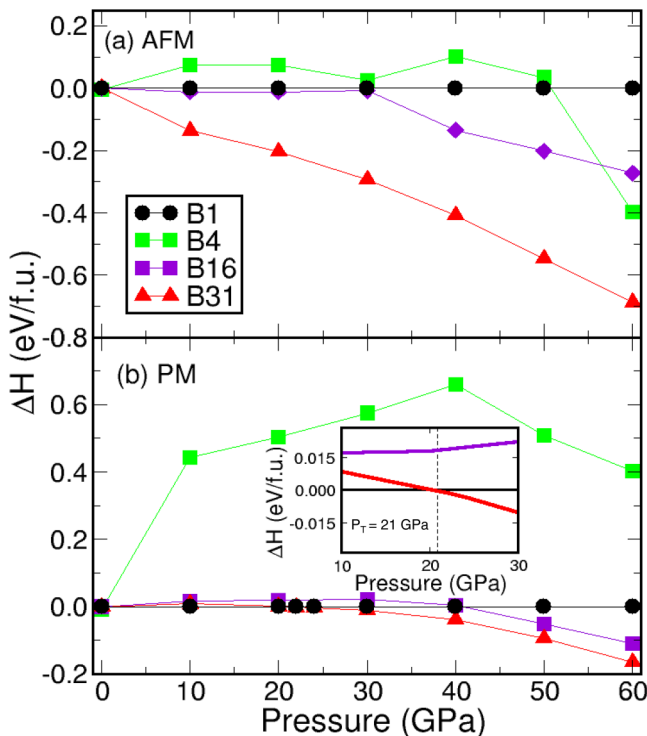 (a) AFM
0.2
0.0
-0.2
-0.4
-0.6
-0.8
ΔH (eV/f.u.)
B1
B4
B16
B31
(b) PM
0.6
0.4
0.2
0.0
-0.2
ΔH (eV/f.u.)
0.015
0.000
-0.015
ΔH (eV/f.u.)
P_T = 21 GPa
10 20 30
Pressure (GPa)
0 10 20 30 40 50 60
Pressure (GPa)